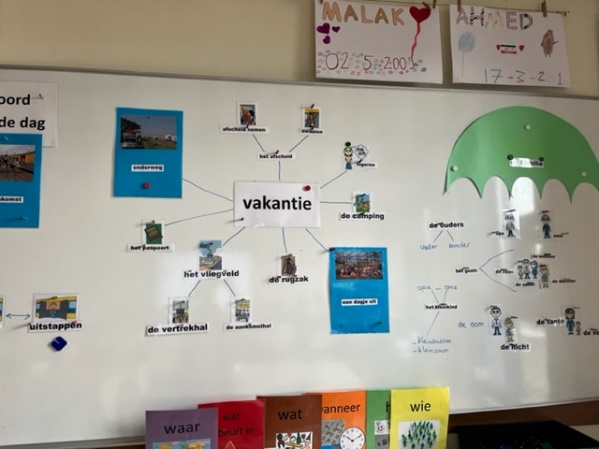 MALAK
02-5-2005
AHMED
17-3-2 1
oord
de dag
komst
uitstappen
onderweg
afscheid nemen
zwaaien
het afscheid
logeren
vakantie
de camping
het paspoort
het vliegveld
de rugzak
een dagje uit
de vertrekhal
de aankomsthal
de ouders
vader moeder
opa - oma
het kleinkind
- kleindochter
- kleinzoon
het gezin
de oom
de tante
de nicht
waar
wat
gebeurt er
wat
wanneer
h
wie